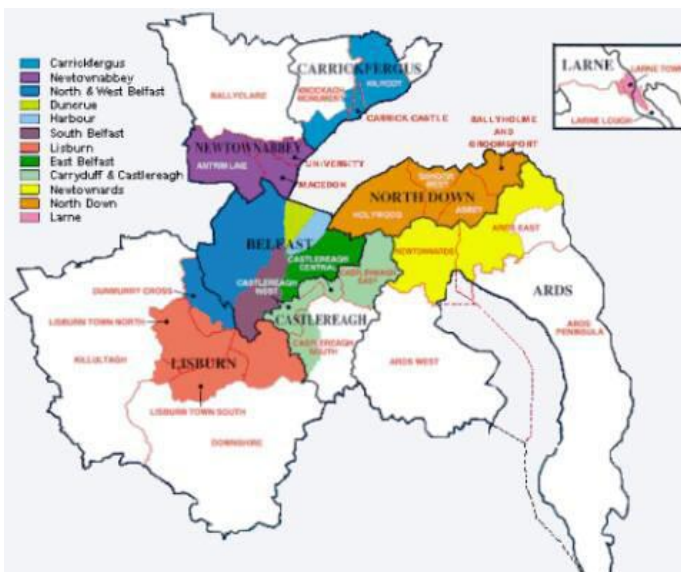 Carrickfergus
Newtownabbey
North & West Belfast
Duncrue
Harbour
South Belfast
Lisburn
East Belfast
Carryduff & Castlereagh
Newtownards
North Down
Larne
CARRICKFERGUS
KILROOT
KNOCKAGH
MONUMENT
BALLYCLARE
CARRICK CASTLE
LARNE
LARNE TOWN
LARNE LOUGH
BALLYHOLME
AND
GROOMSPORT
NEWTOWNABBEY
ANTRIM LINE
UNIVERSITY
MACEDON
NORTH DOWN
BANGOR
WEST
ABBEY
HOLYWOOD
ARDS EAST
BELFAST
NEWTOWNARDS
CASTLEREAGH
CENTRAL
CASTLEREAGH
EAST
CASTLEREAGH
WEST
DUNMURRY CROSS
ARDS
LISBURN TOWN NORTH
CASTLEREAGH
ARDS
PENINSULA
CASTLEREAGH
SOUTH
KILLULTAGH
LISBURN
ARDS WEST
LISBURN TOWN SOUTH
DOWNSHIRE